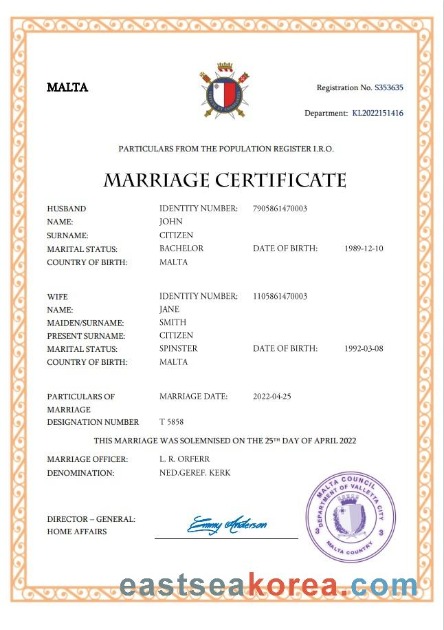 MALTA
Registration No. S353635
Department: KL2022151416
PARTICULARS FROM THE POPULATION REGISTER I.R.O.
MARRIAGE CERTIFICATE
HUSBAND IDENTITY NUMBER: 7905861470003
NAME: JOHN
SURNAME: CITIZEN
MARITAL STATUS: BACHELOR DATE OF BIRTH: 1989-12-10
COUNTRY OF BIRTH: MALTA
WIFE IDENTITY NUMBER: 1105861470003
NAME: JANE
MAIDEN/SURNAME: SMITH
PRESENT SURNAME: CITIZEN
MARITAL STATUS: SPINSTER DATE OF BIRTH: 1992-03-08
COUNTRY OF BIRTH: MALTA
PARTICULARS OF MARRIAGE DATE: 2022-04-25
MARRIAGE
DESIGNATION NUMBER T 5858
THIS MARRIAGE WAS SOLEMNISED ON THE 25TH DAY OF APRIL 2022
MARRIAGE OFFICER: L. R. ORFERR
DENOMINATION: NED.GEREF. KERK
MALTA COUNCIL
DEPARTMENT OF VALLETTA CITY
MALTA COUNTRY
DIRECTOR – GENERAL: Emmy Anderson
HOME AFFAIRS
eastseakorea.com